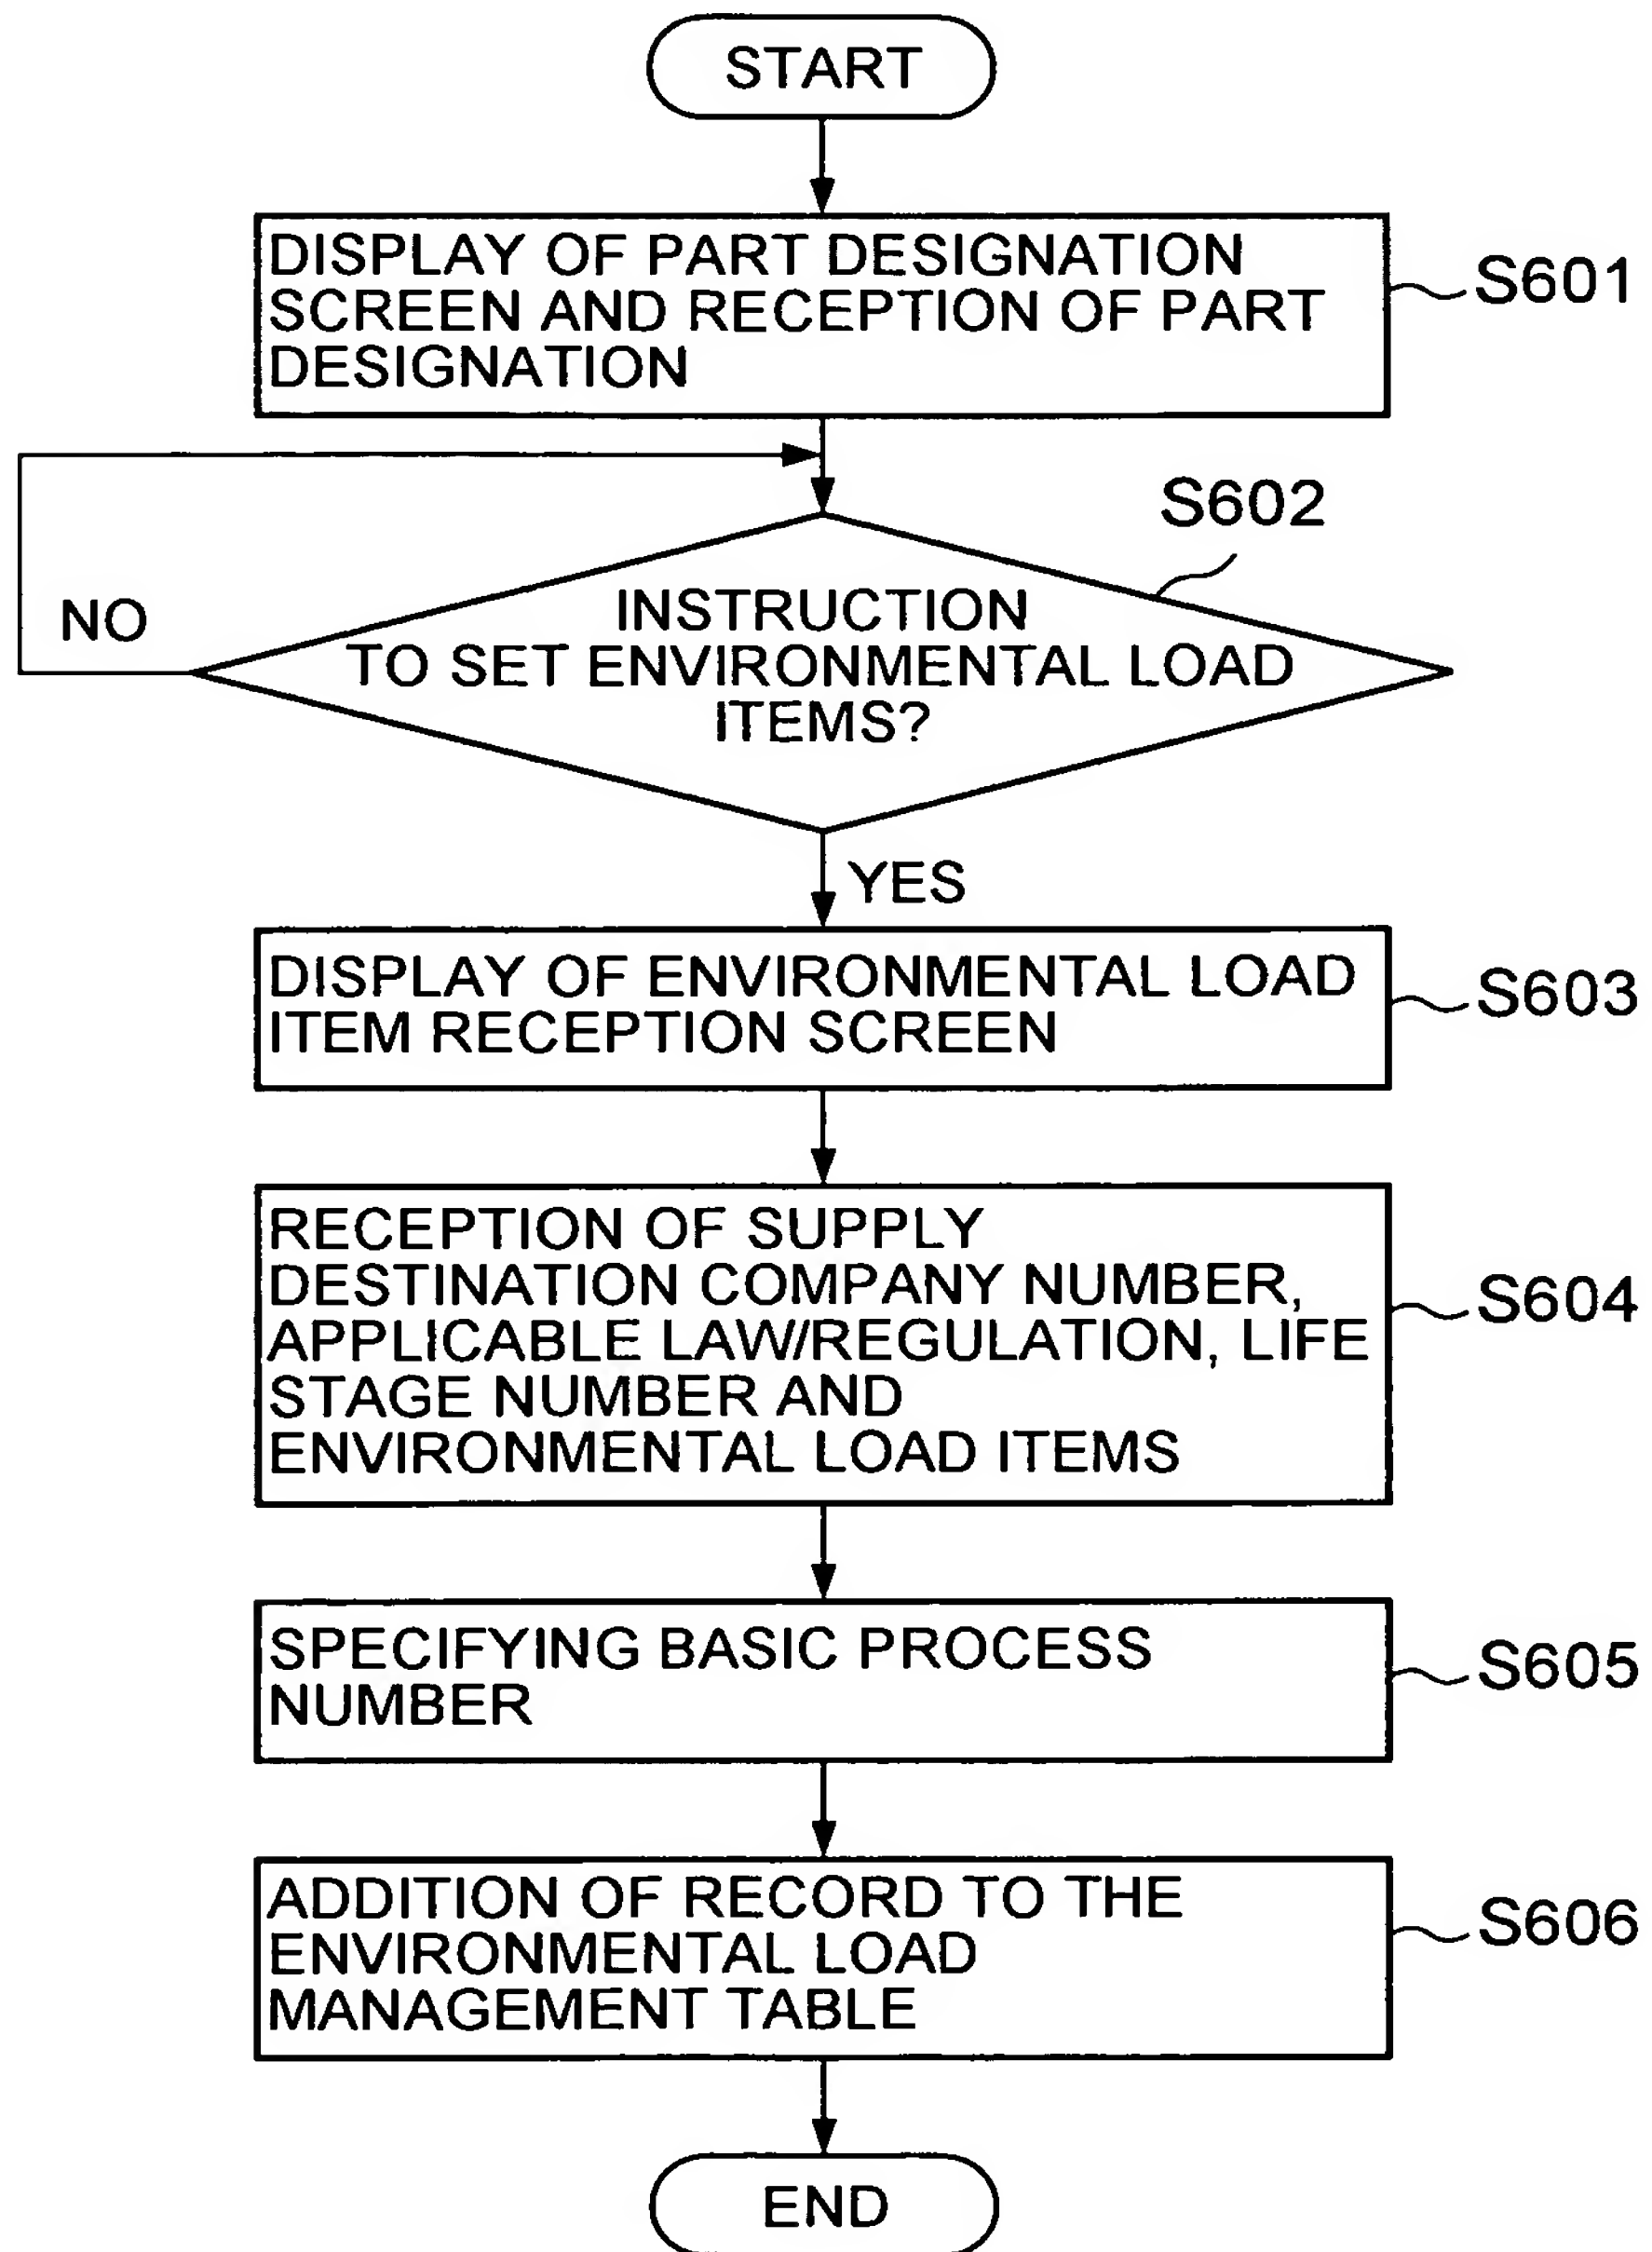 START
DISPLAY OF PART DESIGNATION
SCREEN AND RECEPTION OF PART
DESIGNATION
S601
S602
NO
INSTRUCTION
TO SET ENVIRONMENTAL LOAD
ITEMS?
YES
DISPLAY OF ENVIRONMENTAL LOAD
ITEM RECEPTION SCREEN
S603
RECEPTION OF SUPPLY
DESTINATION COMPANY NUMBER,
APPLICABLE LAW/REGULATION, LIFE
STAGE NUMBER AND
ENVIRONMENTAL LOAD ITEMS
S604
SPECIFYING BASIC PROCESS
NUMBER
S605
ADDITION OF RECORD TO THE
ENVIRONMENTAL LOAD
MANAGEMENT TABLE
S606
END